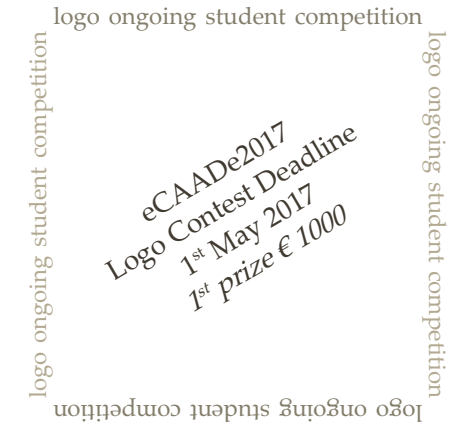 logo ongoing student competition
logo ongoing student competition
eCAADe2017
Logo Contest Deadline
1st May 2017
1st prize € 1000
logo ongoing student competition
logo ongoing student competition